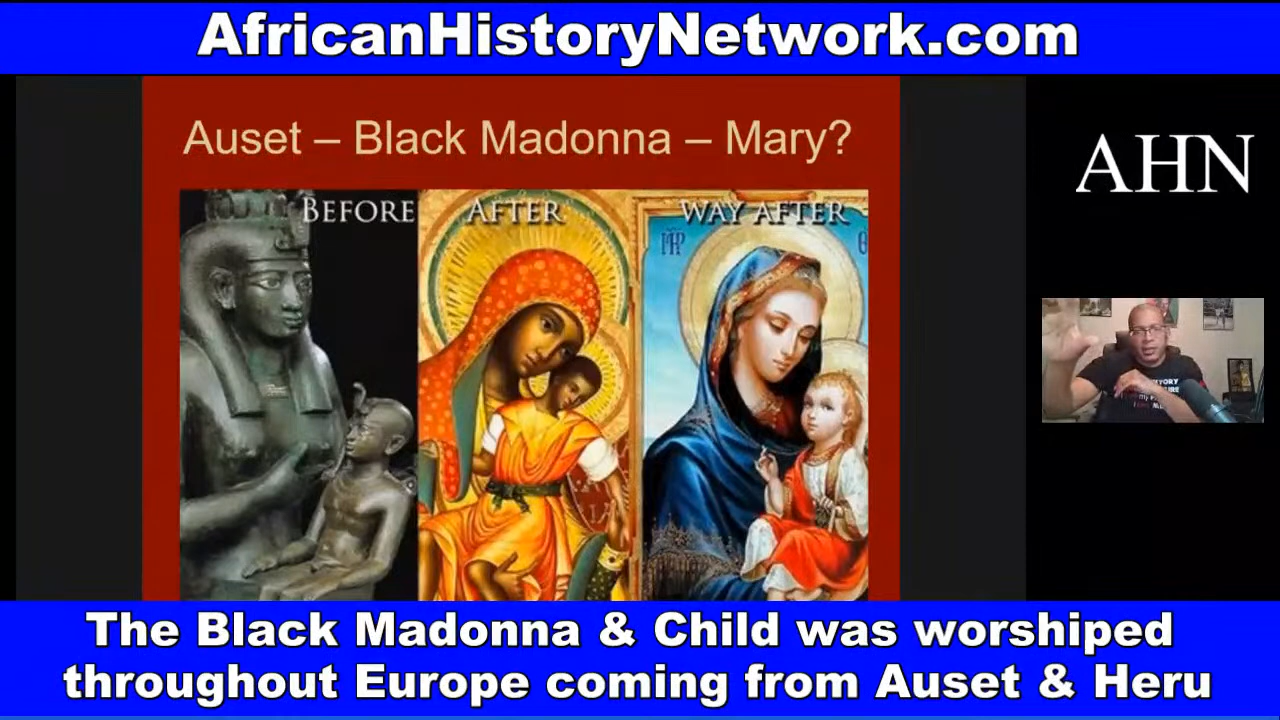 AfricanHistoryNetwork.com
Auset – Black Madonna – Mary?
AHN
BEFORE
AFTER
WAY AFTER
ΜΡ
Θ
The Black Madonna & Child was worshiped
throughout Europe coming from Auset & Heru